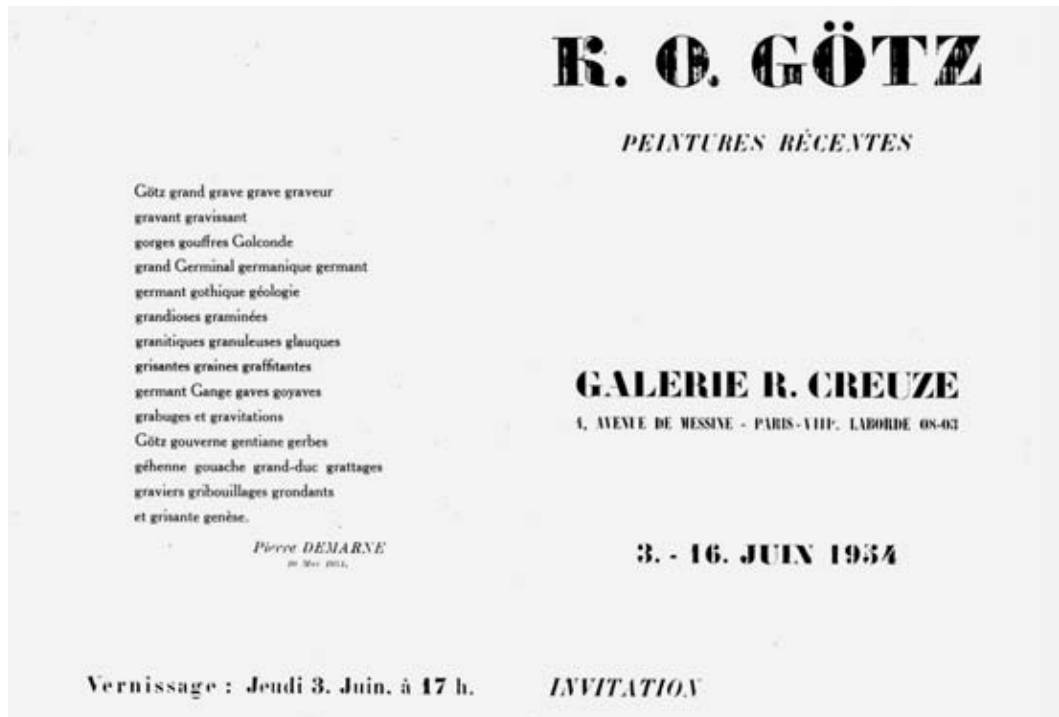 Götz grand grave grave graveur
gravant gravissant
gorges gouffres Golconde
grand Germinal germanique germant
germant gothique géologie
grandioses graminées
granitiques granuleuses glauques
grisantes graines graffitantes
germant Gange gaves goyaves
grabuges et gravitations
Götz gouverne gentiane gerbes
géhenne gouache grand-duc grattages
graviers gribouillages grondants
et grisante genèse.
Pierre DEMARNE
Vernissage : Jeudi 3. Juin. à 17 h.
K. O. GÖTZ
PEINTURES RÉCENTES
GALERIE R. CREUZE
4, AVENUE DE MESSINE - PARIS-VIIIe. LABORDE 08-03
3. - 16. JUIN 1954
INVITATION